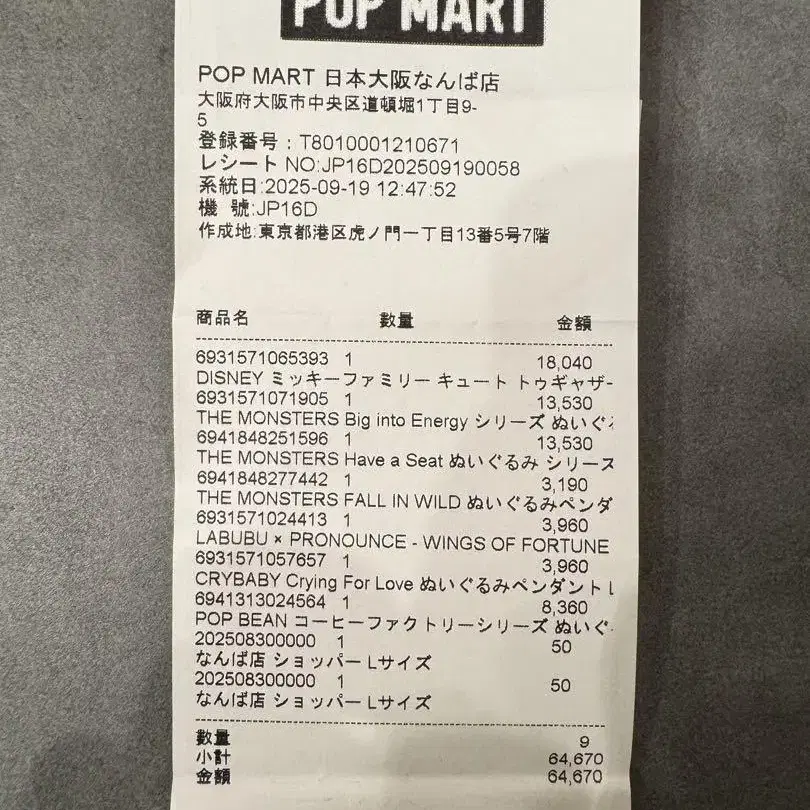 POP MART
POP MART 日本大阪なんば店
大阪府大阪市中央区道頓堀1丁目9-
5
登録番号 : T8010001210671
レシート NO:JP16D202509190058
系統日:2025-09-19 12:47:52
機 號:JP16D
作成地:東京都港区虎ノ門一丁目13番5号7階
商品名 數量 金額
6931571065393 1 18,040
DISNEY ミッキーファミリー キュート トゥギャザー
6931571071905 1 13,530
THE MONSTERS Big into Energy シリーズ ぬいぐ
6941848251596 1 13,530
THE MONSTERS Have a Seat ぬいぐるみ シリーズ
6941848277442 1 3,190
THE MONSTERS FALL IN WILD ぬいぐるみペンダ
6931571024413 1 3,960
LABUBU × PRONOUNCE - WINGS OF FORTUNE
6931571057657 1 3,960
CRYBABY Crying For Love ぬいぐるみペンダント
6941313024564 1 8,360
POP BEAN コーヒーファクトリーシリーズ ぬいぐ
202508300000 1 50
なんば店 ショッパー Lサイズ
202508300000 1 50
なんば店 ショッパー Lサイズ
數量 9
小計 64,670
金額 64,670